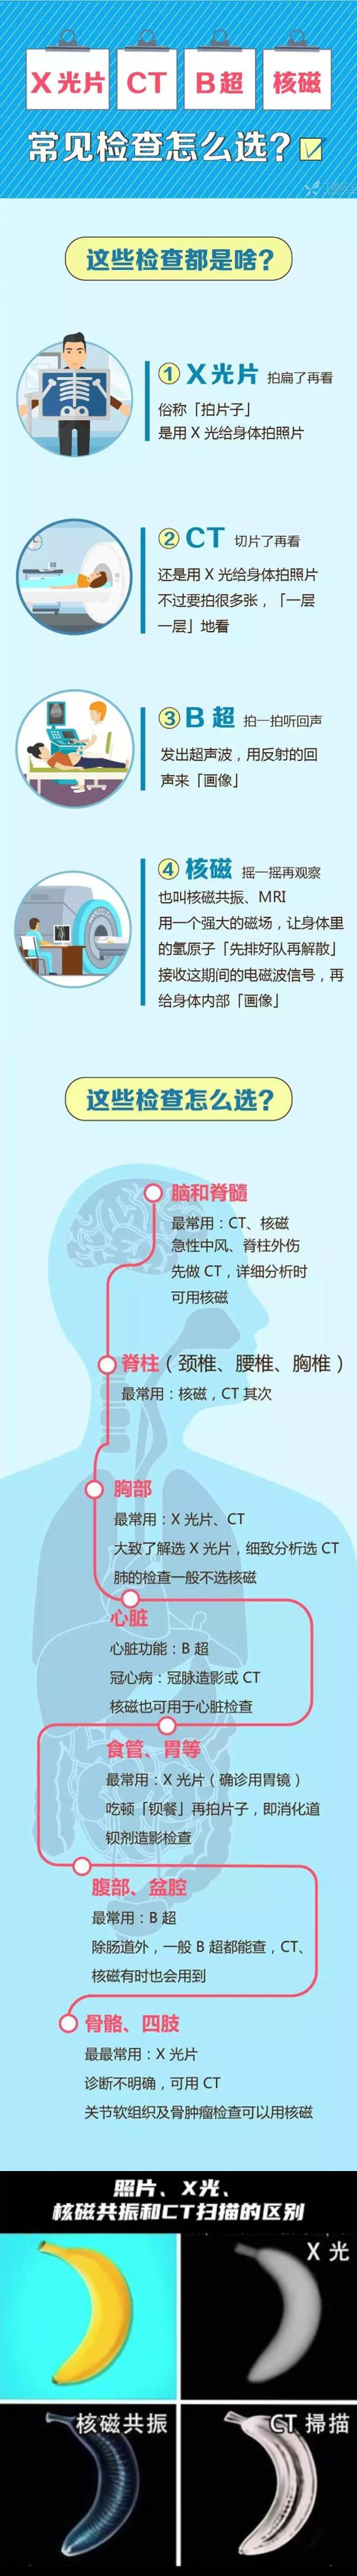 X光片
CT
B超
核磁
常见检查怎么选?
这些检查都是啥?
① X光片 拍扁了再看
俗称「拍片子」
是用 X 光给身体拍照片
② CT 切片了再看
还是用 X 光给身体拍照片
不过要拍很多张，「一层
一层」地看
③ B 超 拍一拍听回声
发出超声波，用反射的回
声来「画像」
④ 核磁 摇一摇再观察
也叫核磁共振、MRI
用一个强大的磁场，让身体里
的氢原子「先排好队再解散」
接收这期间的电磁波信号，再
给身体内部「画像」
这些检查怎么选?
脑和脊髓
最常用：CT、核磁
急性中风、脊柱外伤
先做 CT，详细分析时
可用核磁
脊柱（颈椎、腰椎、胸椎）
最常用：核磁，CT 其次
胸部
最常用：X 光片、CT
大致了解选 X 光片，细致分析选 CT
肺的检查一般不选核磁
心脏
心脏功能：B 超
冠心病：冠脉造影或 CT
核磁也可用于心脏检查
食管、胃等
最常用：X 光片（确诊用胃镜）
吃顿「钡餐」再拍片子，即消化道
钡剂造影检查
腹部、盆腔
最常用：B 超
除肠道外，一般 B 超都能查，CT、
核磁有时也会用到
骨骼、四肢
最最常用：X 光片
诊断不明确，可用 CT
关节软组织及骨肿瘤检查可以用核磁
照片、X光、
核磁共振和CT扫描的区别
X 光
核磁共振
CT 掃描